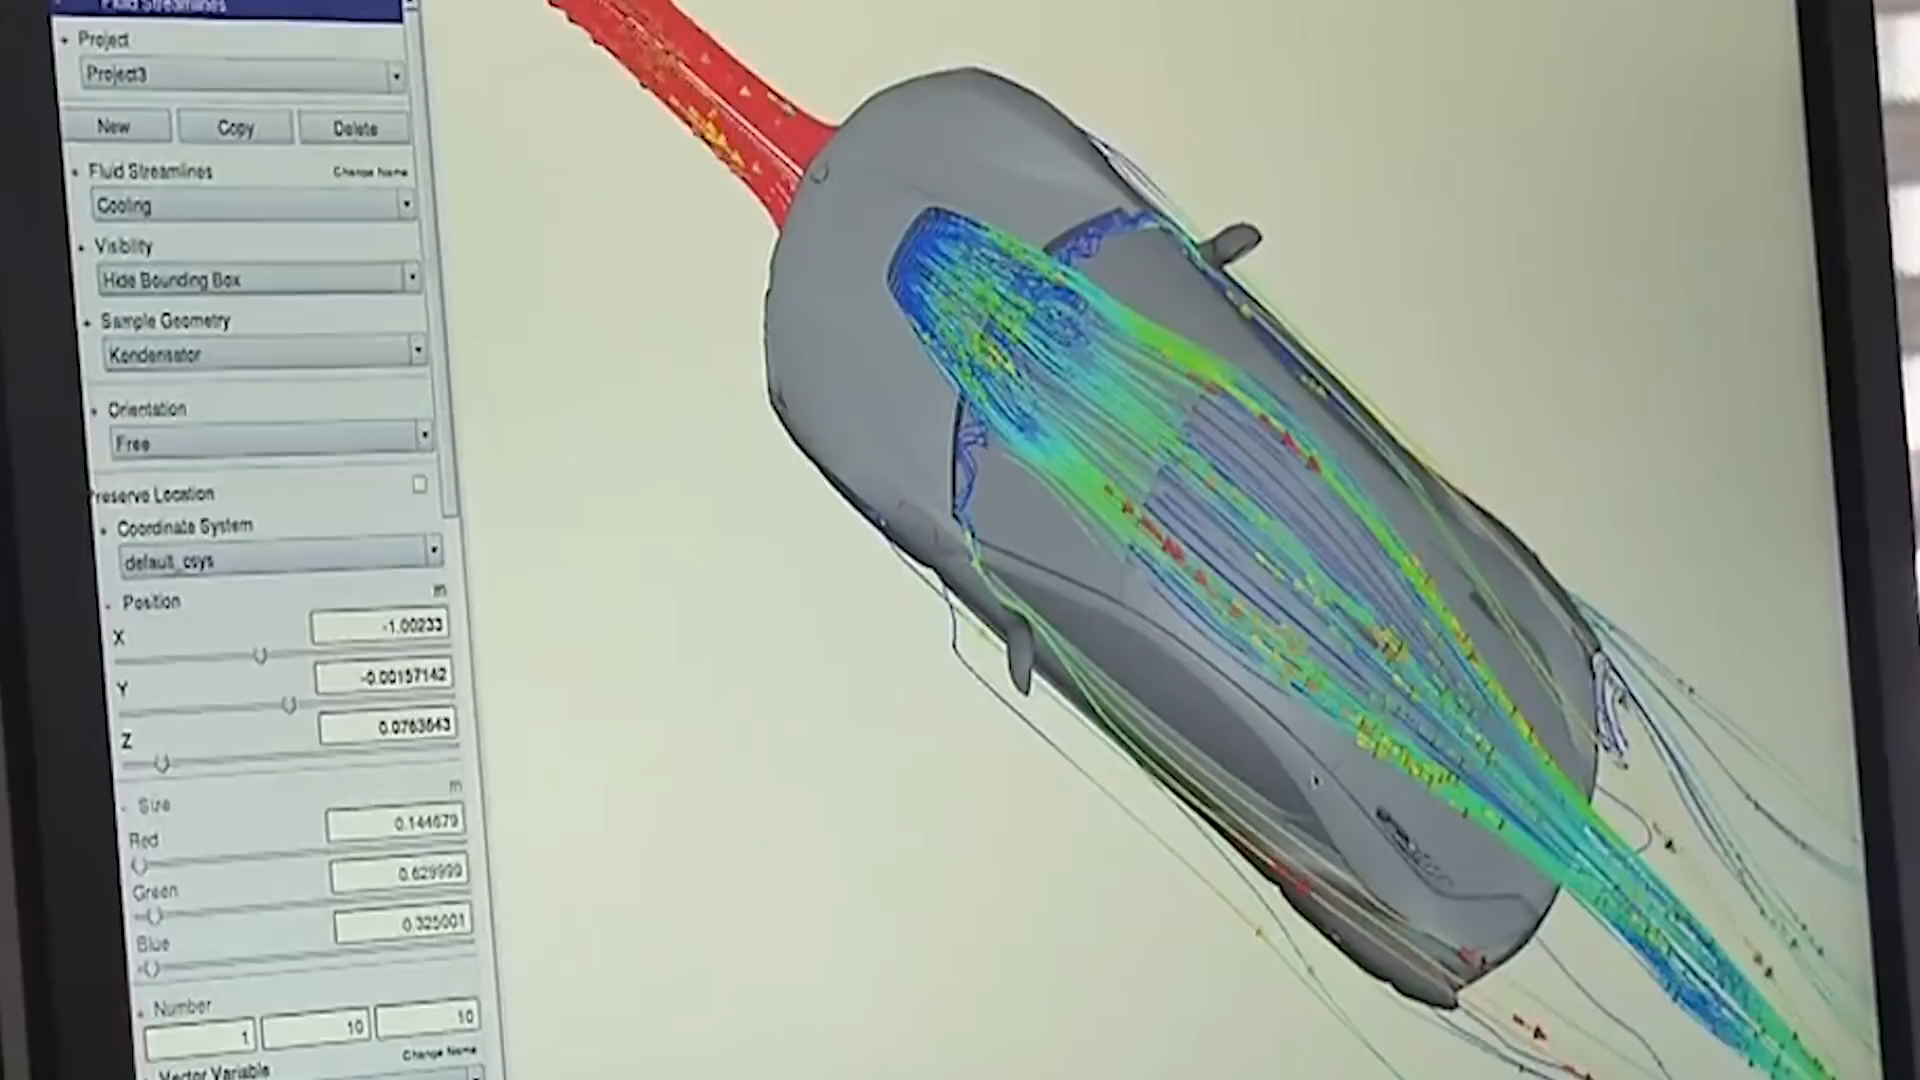 Fluid Streamlines
Project
Project3
New Copy Delete
Fluid Streamlines Change Name
Cooling
Visiblity
Hide Bounding Box
Sample Geometry
Kondensator
Orientation
Free
Preserve Location
Coordinate System
default_csys
Position m
X -1.00233
Y -0.00157142
Z 0.0763643
Size m
Red 0.144679
Green 0.629999
Blue 0.325001
Number
1 10 10
Change Name
Vector Variable